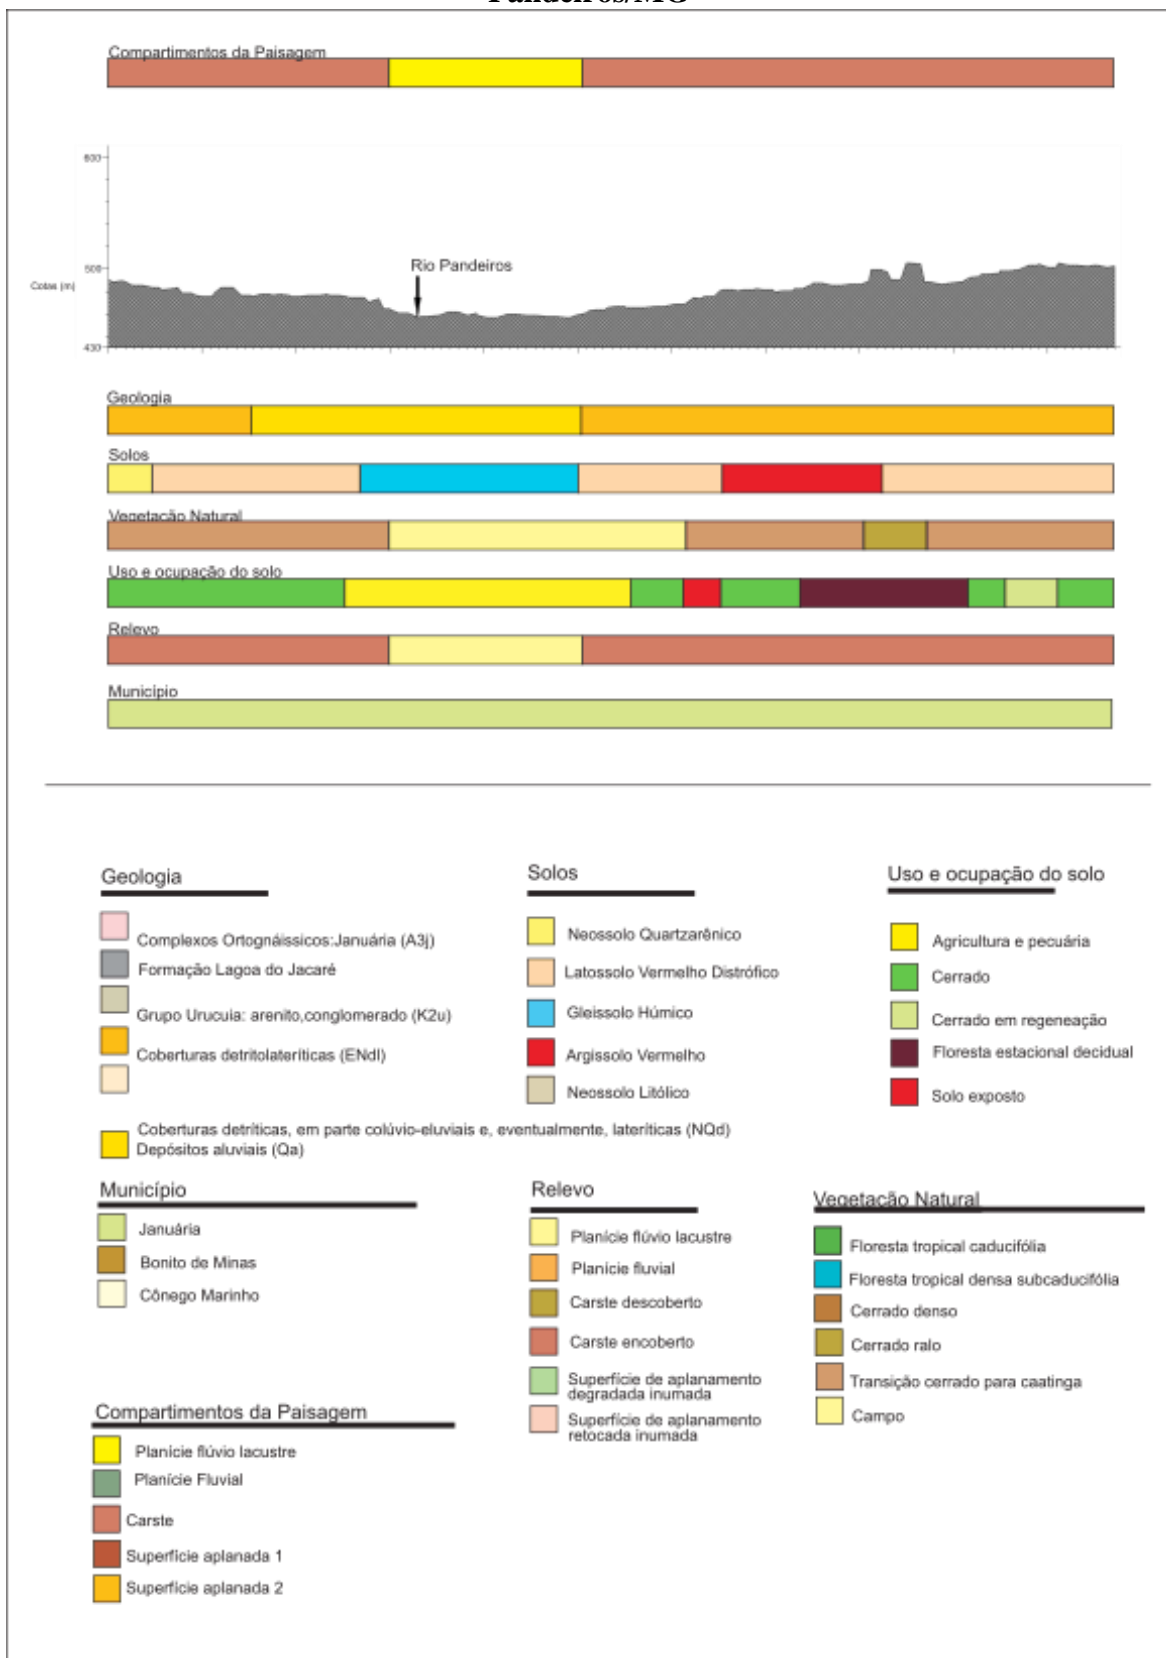 Pandeiros/MG
Compartimentos da Paisagem
600
500
Cotas (m)
430
Rio Pandeiros
Geologia
Solos
Vegetação Natural
Uso e ocupação do solo
Relevo
Município
Geologia
Complexos Ortognáissicos:Januária (A3j)
Formação Lagoa do Jacaré
Grupo Urucuia: arenito,conglomerado (K2u)
Coberturas detritolateríticas (ENdl)
Coberturas detríticas, em parte colúvio-eluviais e, eventualmente, lateríticas (NQd)
Depósitos aluviais (Qa)
Solos
Neossolo Quartzarênico
Latossolo Vermelho Distrófico
Gleissolo Húmico
Argissolo Vermelho
Neossolo Litólico
Uso e ocupação do solo
Agricultura e pecuária
Cerrado
Cerrado em regeneação
Floresta estacional decidual
Solo exposto
Município
Januária
Bonito de Minas
Cônego Marinho
Relevo
Planície flúvio lacustre
Planície fluvial
Carste descoberto
Carste encoberto
Superfície de aplanamento
degradada inumada
Superfície de aplanamento
retocada inumada
Vegetação Natural
Floresta tropical caducifólia
Floresta tropical densa subcaducifólia
Cerrado denso
Cerrado ralo
Transição cerrado para caatinga
Campo
Compartimentos da Paisagem
Planície flúvio lacustre
Planície Fluvial
Carste
Superfície aplanada 1
Superfície aplanada 2